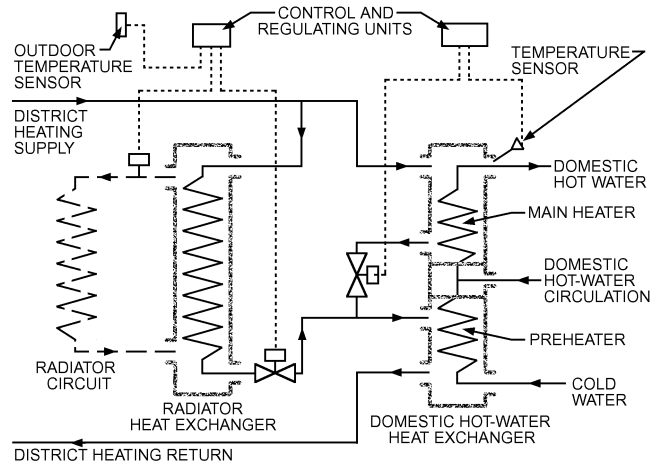 CONTROL AND
REGULATING UNITS
OUTDOOR
TEMPERATURE
SENSOR
TEMPERATURE
SENSOR
DISTRICT
HEATING
SUPPLY
DOMESTIC
HOT WATER
MAIN HEATER
DOMESTIC
HOT-WATER
CIRCULATION
PREHEATER
RADIATOR
CIRCUIT
COLD
WATER
RADIATOR
HEAT EXCHANGER
DOMESTIC HOT-WATER
HEAT EXCHANGER
DISTRICT HEATING RETURN